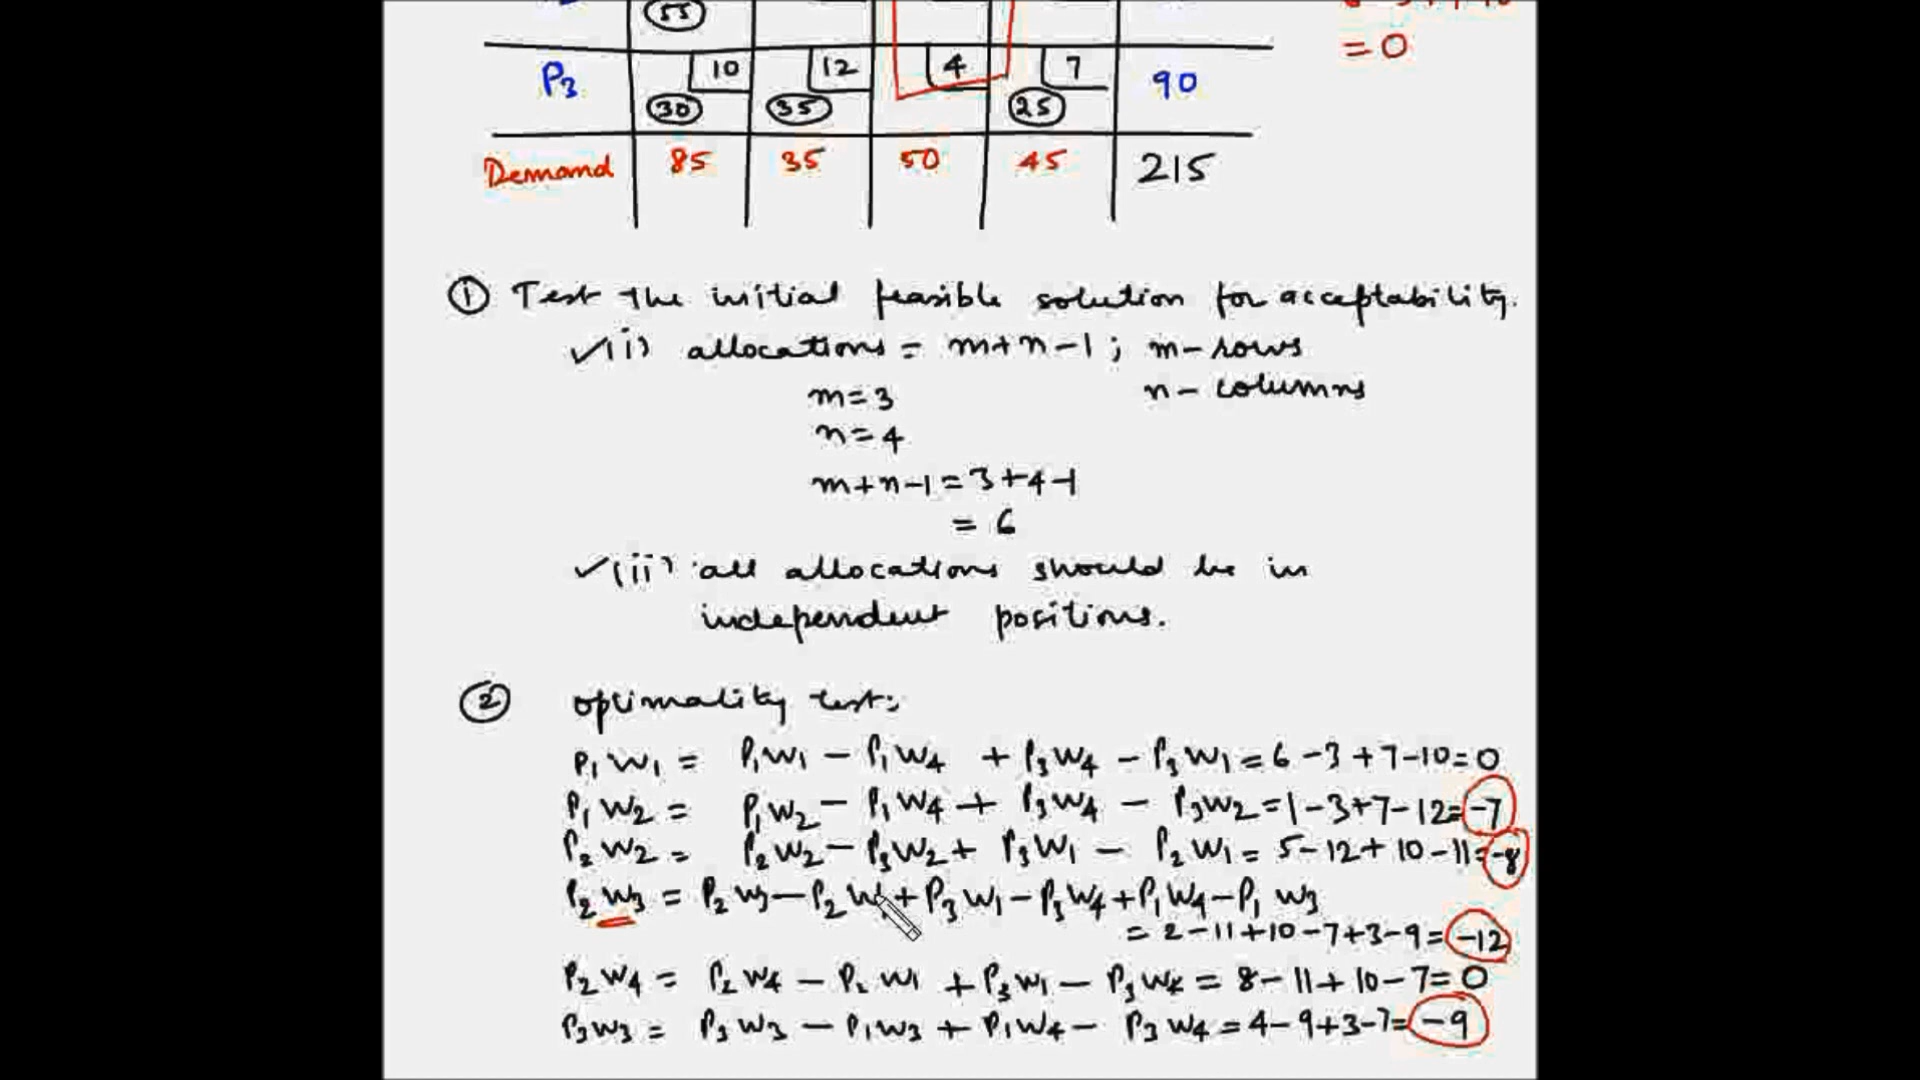 55
= 0
P3 10 12 4 7 90
30 35 25
Demand 85 35 50 45 215
① Test the initial feasible solution for acceptability.
✓(i) allocations = m+n-1; m-rows
n- columns
m=3
n=4
m+n-1=3+4-1
= 6
✓(ii) all allocations should be in
independent positions.
② optimality test:
P1W1 = P1W1 - P1W4 + P3W4 - P3W1 = 6-3+7-10=0
P1W2 = P1W2 - P1W4 + P3W4 - P3W2 = 1-3+7-12=-7
P2W2 = P2W2 - P3W2 + P3W1 - P2W1 = 5-12+10-11=-8
P2W3 = P2W3 - P2W1 + P3W1 - P3W4 + P1W4 - P1W3
= 2-11+10-7+3-9=-12
P2W4 = P2W4 - P2W1 + P3W1 - P3W4 = 8-11+10-7=0
P3W3 = P3W3 - P1W3 + P1W4 - P3W4 = 4-9+3-7=-9